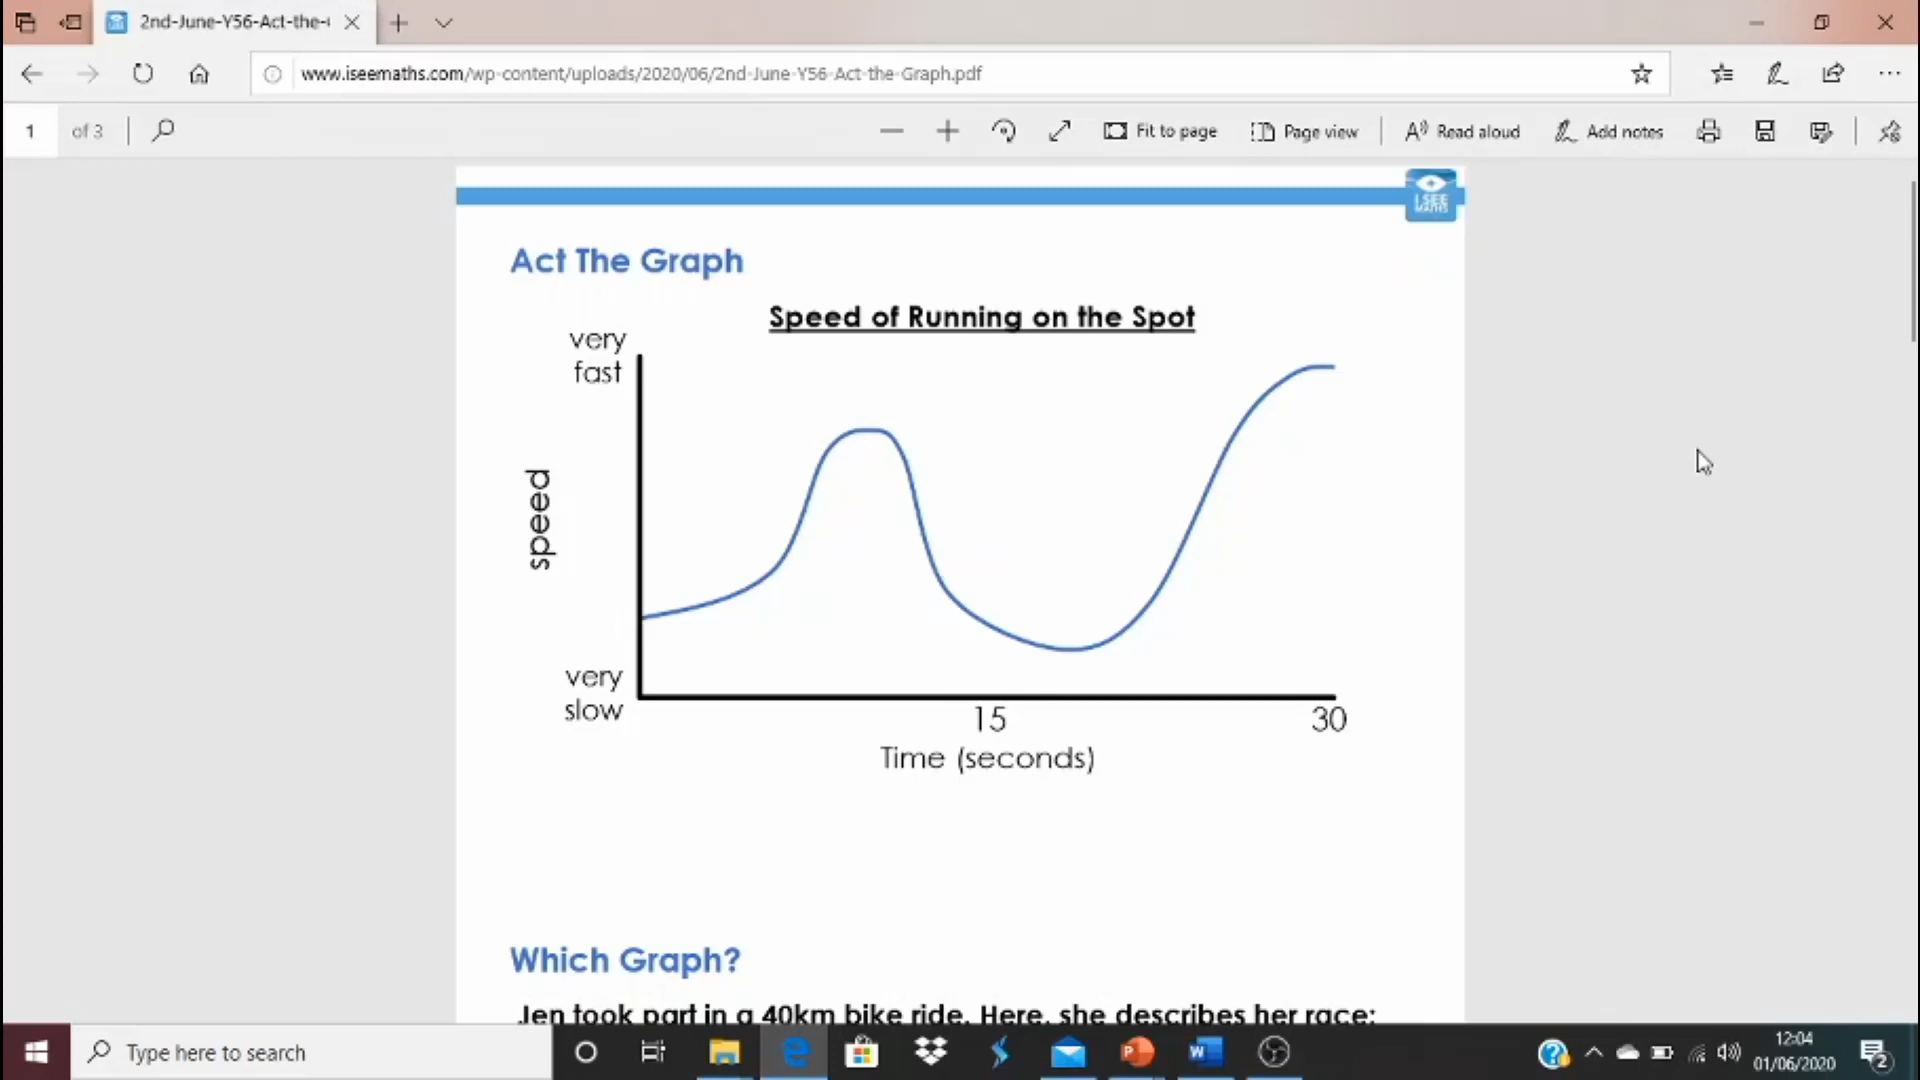 2nd-June-Y56-Act-the-
www.iseemaths.com/wp-content/uploads/2020/06/2nd-June-Y56-Act-the-Graph.pdf
1 of 3
Fit to page
Page view
Read aloud
Add notes
I SEE
MATHS
Act The Graph
Speed of Running on the Spot
very
fast
speed
very
slow
15
30
Time (seconds)
Which Graph?
Jen took part in a 40km bike ride. Here, she describes her race:
Type here to search
12:04
01/06/2020
2